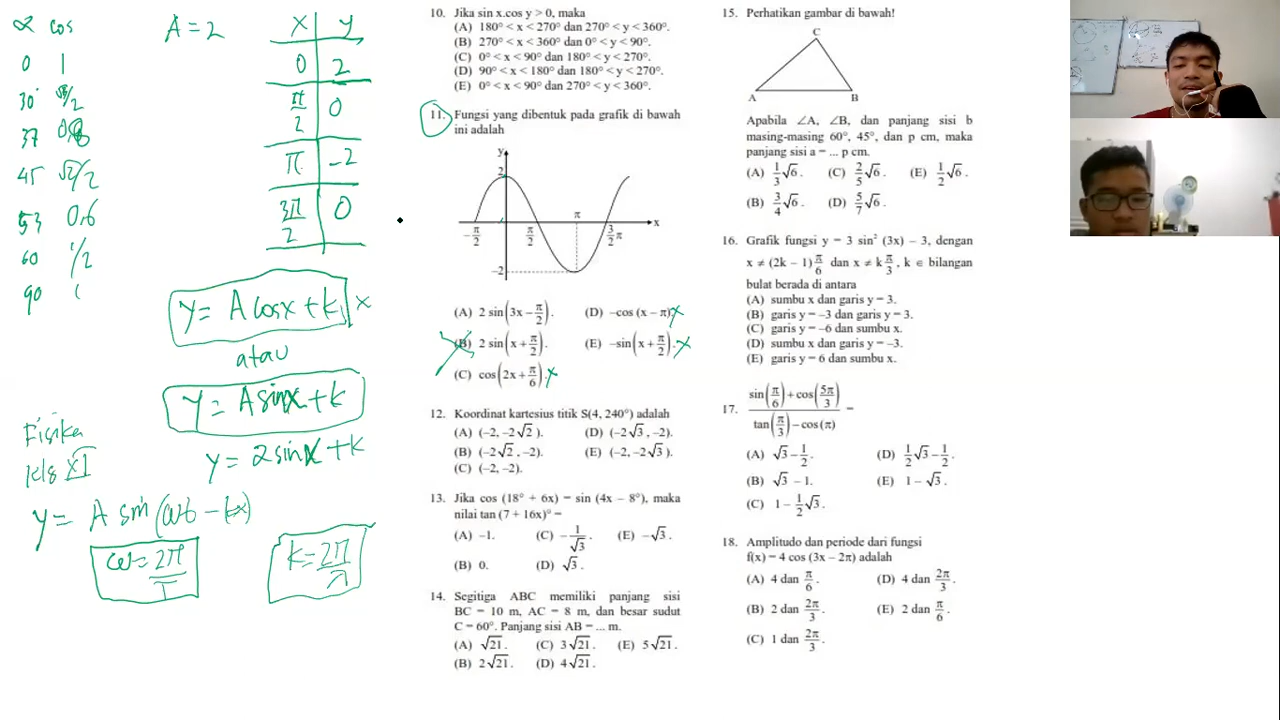 α cos
0 1
30° √3/2
37 0,8
45 √2/2
53 0,6
60 1/2
90 0
A = 2
x y
0 2
π/2 0
π -2
3π/2 0
y = A cos x + k x
atau
y = A sin x + k
y = 2 sin x + k
Fisika
kls XI
y = A sin (ωt - kx)
ω = 2π/T
k = 2π/λ
10. Jika sin x.cos y > 0, maka
(A) 180° < x < 270° dan 270° < y < 360°.
(B) 270° < x < 360° dan 0° < y < 90°.
(C) 0° < x < 90° dan 180° < y < 270°.
(D) 90° < x < 180° dan 180° < y < 270°.
(E) 0° < x < 90° dan 270° < y < 360°.
11. Fungsi yang dibentuk pada grafik di bawah
ini adalah
y
2
π
x
-π/2 π/2 3/2 π
-2
(A) 2 sin(3x - π/2). (D) -cos (x - π). x
(B) 2 sin(x + π/2). (E) -sin(x + π/2). x
(C) cos(2x + π/6). x
12. Koordinat kartesius titik S(4, 240°) adalah
(A) (-2, -2√2). (D) (-2√3, -2).
(B) (-2√2, -2). (E) (-2, -2√3).
(C) (-2, -2).
13. Jika cos (18° + 6x) = sin (4x - 8°), maka
nilai tan (7 + 16x)° =
(A) -1. (C) -1/√3. (E) -√3.
(B) 0. (D) √3.
14. Segitiga ABC memiliki panjang sisi
BC = 10 m, AC = 8 m, dan besar sudut
C = 60°. Panjang sisi AB = ... m.
(A) √21. (C) 3√21. (E) 5√21.
(B) 2√21. (D) 4√21.
15. Perhatikan gambar di bawah!
C
A B
Apabila ∠A, ∠B, dan panjang sisi b
masing-masing 60°, 45°, dan p cm, maka
panjang sisi a = ... p cm.
(A) 1/3 √6. (C) 2/5 √6. (E) 1/2 √6.
(B) 3/4 √6. (D) 5/7 √6.
16. Grafik fungsi y = 3 sin² (3x) - 3, dengan
x ≠ (2k - 1) π/6 dan x ≠ k π/3, k ∈ bilangan
bulat berada di antara
(A) sumbu x dan garis y = 3.
(B) garis y = -3 dan garis y = 3.
(C) garis y = -6 dan sumbu x.
(D) sumbu x dan garis y = -3.
(E) garis y = 6 dan sumbu x.
17. sin(π/6) + cos(5π/3) / tan(π/3) - cos(π) =
(A) √3 - 1/2. (D) 1/2 √3 - 1/2.
(B) √3 - 1. (E) 1 - √3.
(C) 1 - 1/2 √3.
18. Amplitudo dan periode dari fungsi
f(x) = 4 cos (3x - 2π) adalah
(A) 4 dan π/6. (D) 4 dan 2π/3.
(B) 2 dan 2π/3. (E) 2 dan π/6.
(C) 1 dan 2π/3.